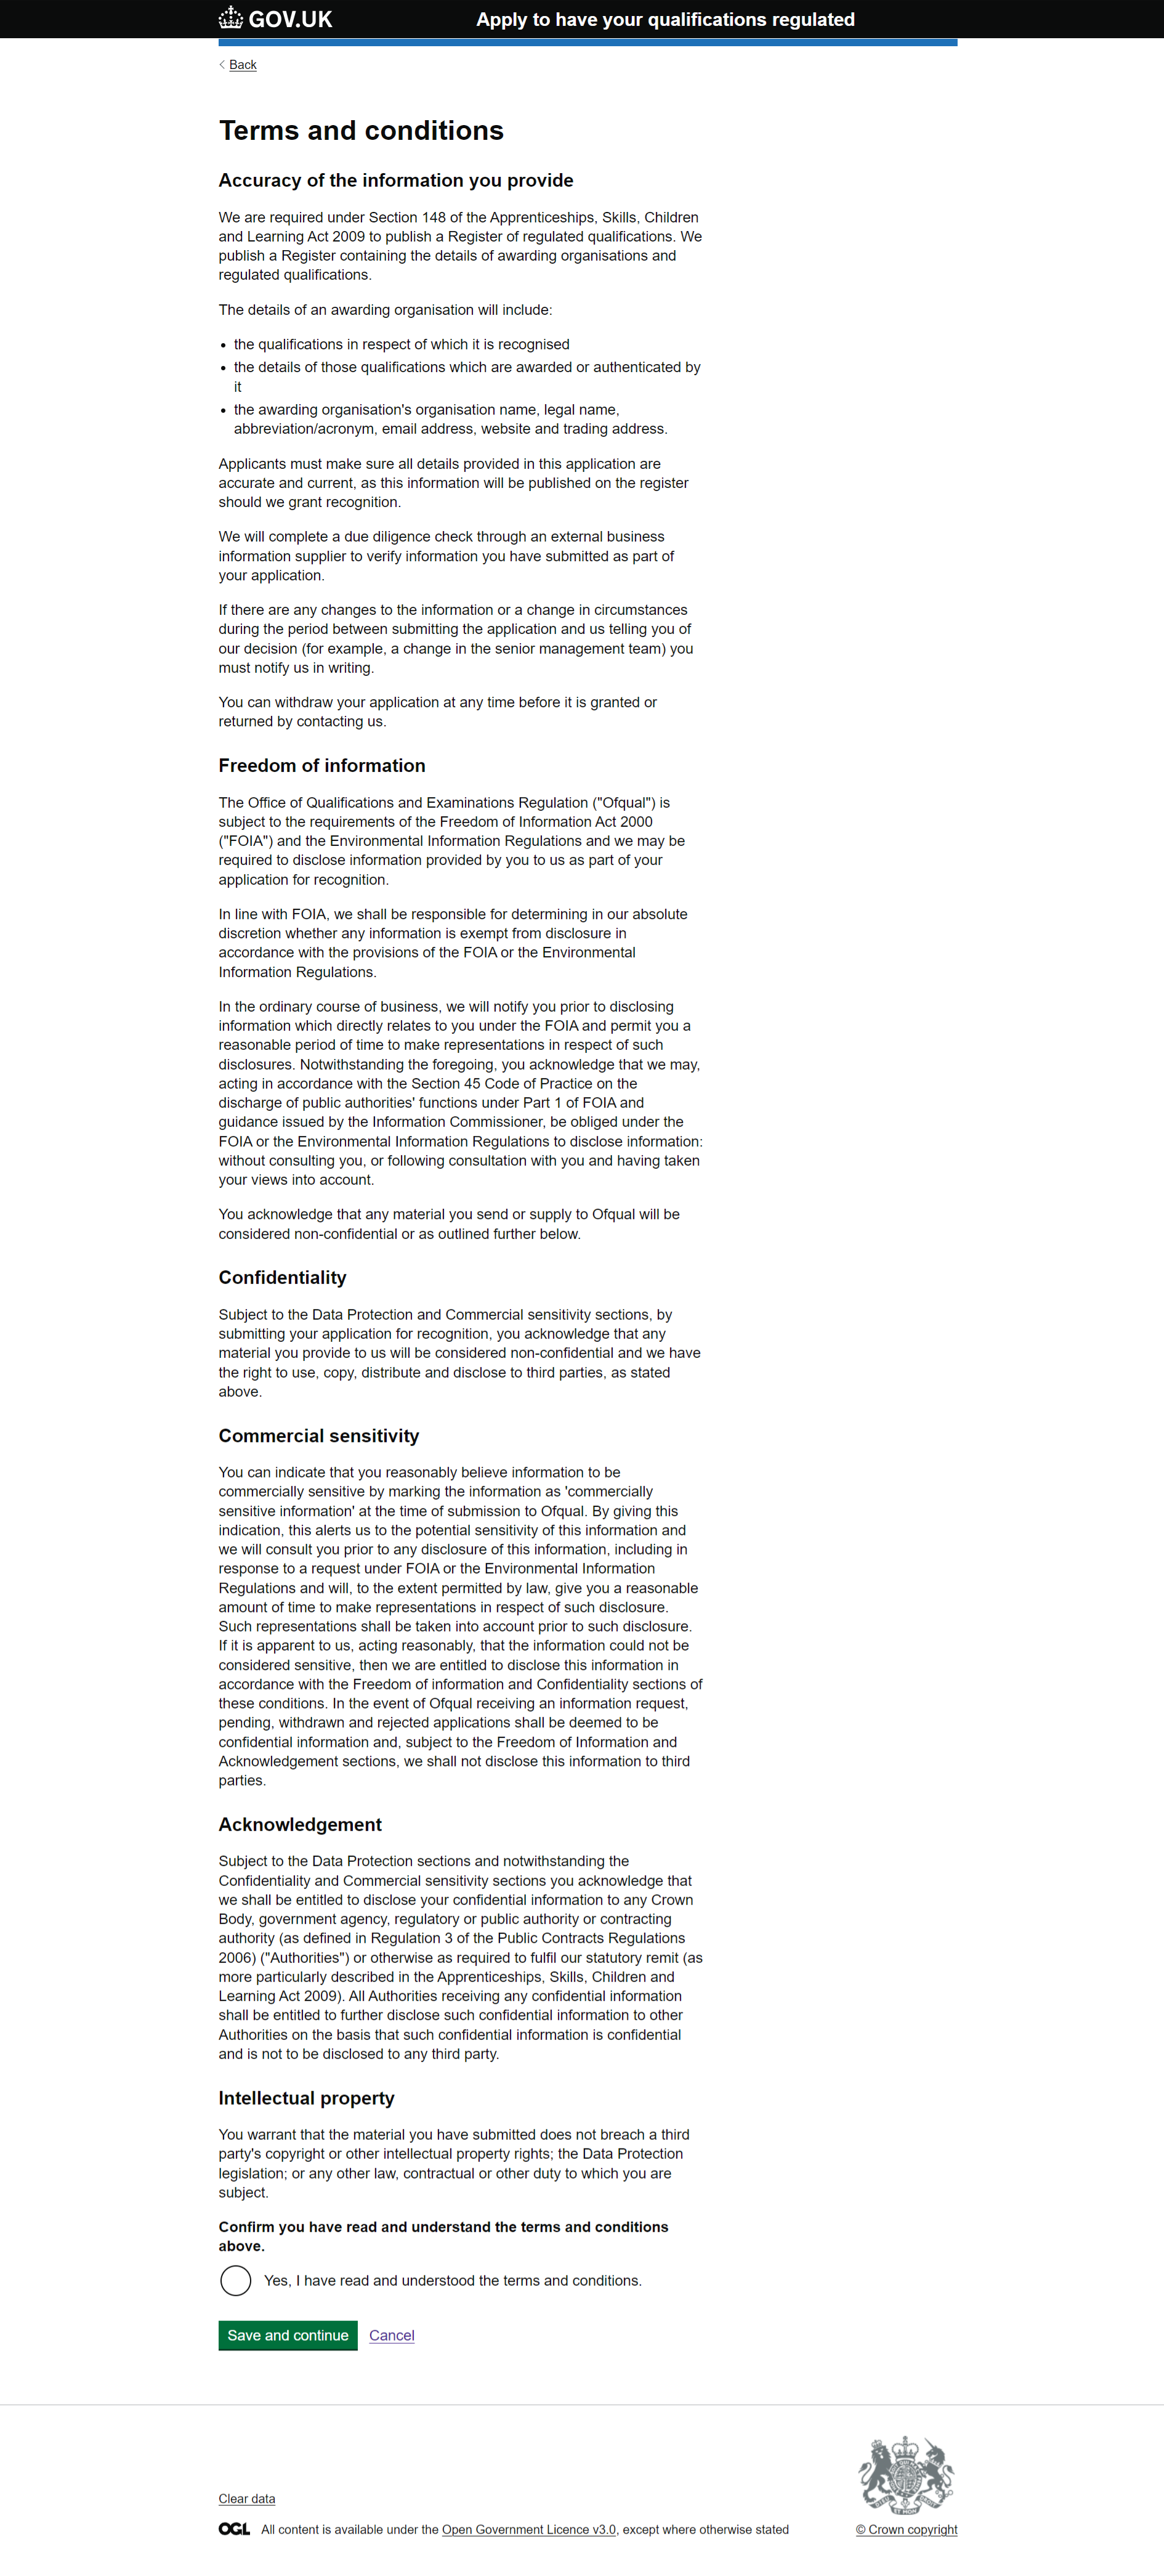 GOV.UK
Apply to have your qualifications regulated
Back
Terms and conditions
Accuracy of the information you provide
We are required under Section 148 of the Apprenticeships, Skills, Children
and Learning Act 2009 to publish a Register of regulated qualifications. We
publish a Register containing the details of awarding organisations and
regulated qualifications.
The details of an awarding organisation will include:
• the qualifications in respect of which it is recognised
• the details of those qualifications which are awarded or authenticated by
it
• the awarding organisation's organisation name, legal name,
abbreviation/acronym, email address, website and trading address.
Applicants must make sure all details provided in this application are
accurate and current, as this information will be published on the register
should we grant recognition.
We will complete a due diligence check through an external business
information supplier to verify information you have submitted as part of
your application.
If there are any changes to the information or a change in circumstances
during the period between submitting the application and us telling you of
our decision (for example, a change in the senior management team) you
must notify us in writing.
You can withdraw your application at any time before it is granted or
returned by contacting us.
Freedom of information
The Office of Qualifications and Examinations Regulation ("Ofqual") is
subject to the requirements of the Freedom of Information Act 2000
("FOIA") and the Environmental Information Regulations and we may be
required to disclose information provided by you to us as part of your
application for recognition.
In line with FOIA, we shall be responsible for determining in our absolute
discretion whether any information is exempt from disclosure in
accordance with the provisions of the FOIA or the Environmental
Information Regulations.
In the ordinary course of business, we will notify you prior to disclosing
information which directly relates to you under the FOIA and permit you a
reasonable period of time to make representations in respect of such
disclosures. Notwithstanding the foregoing, you acknowledge that we may,
acting in accordance with the Section 45 Code of Practice on the
discharge of public authorities' functions under Part 1 of FOIA and
guidance issued by the Information Commissioner, be obliged under the
FOIA or the Environmental Information Regulations to disclose information:
without consulting you, or following consultation with you and having taken
your views into account.
You acknowledge that any material you send or supply to Ofqual will be
considered non-confidential or as outlined further below.
Confidentiality
Subject to the Data Protection and Commercial sensitivity sections, by
submitting your application for recognition, you acknowledge that any
material you provide to us will be considered non-confidential and we have
the right to use, copy, distribute and disclose to third parties, as stated
above.
Commercial sensitivity
You can indicate that you reasonably believe information to be
commercially sensitive by marking the information as 'commercially
sensitive information' at the time of submission to Ofqual. By giving this
indication, this alerts us to the potential sensitivity of this information and
we will consult you prior to any disclosure of this information, including in
response to a request under FOIA or the Environmental Information
Regulations and will, to the extent permitted by law, give you a reasonable
amount of time to make representations in respect of such disclosure.
Such representations shall be taken into account prior to such disclosure.
If it is apparent to us, acting reasonably, that the information could not be
considered sensitive, then we are entitled to disclose this information in
accordance with the Freedom of information and Confidentiality sections of
these conditions. In the event of Ofqual receiving an information request,
pending, withdrawn and rejected applications shall be deemed to be
confidential information and, subject to the Freedom of Information and
Acknowledgement sections, we shall not disclose this information to third
parties.
Acknowledgement
Subject to the Data Protection sections and notwithstanding the
Confidentiality and Commercial sensitivity sections you acknowledge that
we shall be entitled to disclose your confidential information to any Crown
Body, government agency, regulatory or public authority or contracting
authority (as defined in Regulation 3 of the Public Contracts Regulations
2006) ("Authorities") or otherwise as required to fulfil our statutory remit (as
more particularly described in the Apprenticeships, Skills, Children and
Learning Act 2009). All Authorities receiving any confidential information
shall be entitled to further disclose such confidential information to other
Authorities on the basis that such confidential information is confidential
and is not to be disclosed to any third party.
Intellectual property
You warrant that the material you have submitted does not breach a third
party's copyright or other intellectual property rights; the Data Protection
legislation; or any other law, contractual or other duty to which you are
subject.
Confirm you have read and understand the terms and conditions
above.
Yes, I have read and understood the terms and conditions.
Save and continue
Cancel
Clear data
OGL All content is available under the Open Government Licence v3.0, except where otherwise stated
© Crown copyright